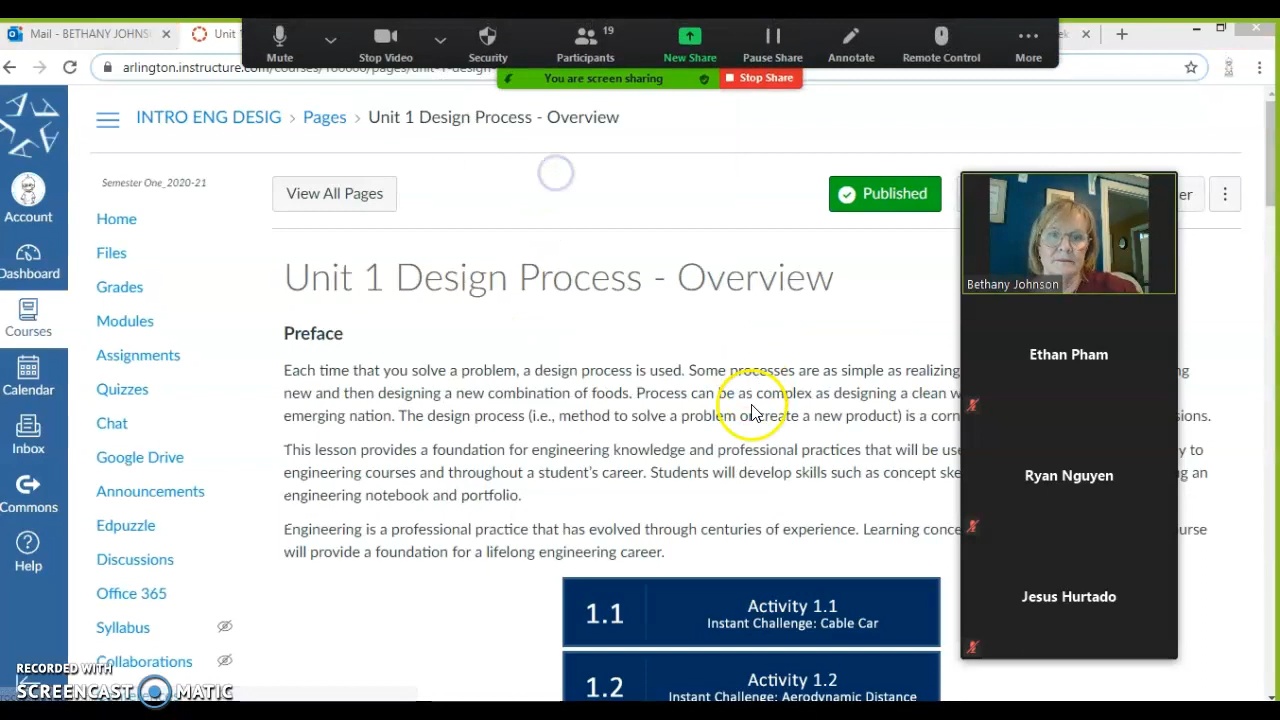 Mail - BETHANY JOHNS
Unit 1
Mute
Stop Video
Security
Participants
19
New Share
Pause Share
Annotate
Remote Control
More
You are screen sharing
Stop Share
arlington.instructure.com/courses/
INTRO ENG DESIG > Pages > Unit 1 Design Process - Overview
Semester One_2020-21
View All Pages
Published
er
Account
Dashboard
Courses
Calendar
Inbox
Commons
Help
Home
Files
Grades
Modules
Assignments
Quizzes
Chat
Google Drive
Announcements
Edpuzzle
Discussions
Office 365
Syllabus
Collaborations
Unit 1 Design Process - Overview
Preface
Each time that you solve a problem, a design process is used. Some processes are as simple as realizing
new and then designing a new combination of foods. Process can be as complex as designing a clean w
emerging nation. The design process (i.e., method to solve a problem or create a new product) is a corn sions.
This lesson provides a foundation for engineering knowledge and professional practices that will be use y to
engineering courses and throughout a student's career. Students will develop skills such as concept ske ng an
engineering notebook and portfolio.
Engineering is a professional practice that has evolved through centuries of experience. Learning conce ourse
will provide a foundation for a lifelong engineering career.
1.1
Activity 1.1
Instant Challenge: Cable Car
1.2
Activity 1.2
Instant Challenge: Aerodynamic Distance
Bethany Johnson
Ethan Pham
Ryan Nguyen
Jesus Hurtado
RECORDED WITH
SCREENCAST MATIC